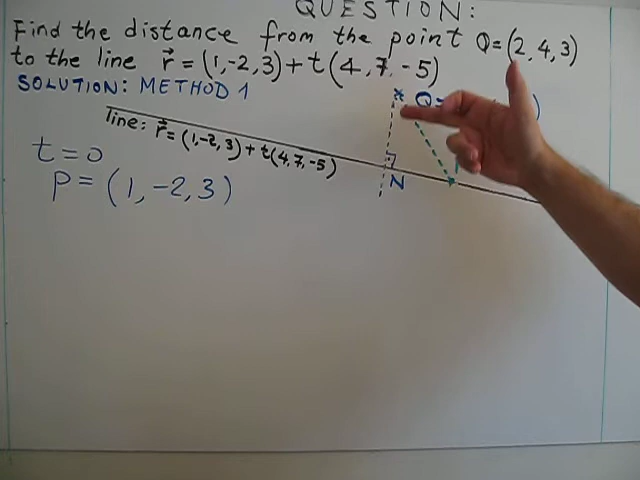 QUESTION:
Find the distance from the point Q=(2,4,3)
to the line r⃗=(1,-2,3)+t(4,7,-5)
SOLUTION: METHOD 1
Q= )
line: r⃗=(1,-2,3)+t(4,7,-5)
t=0
P=(1,-2,3)
N